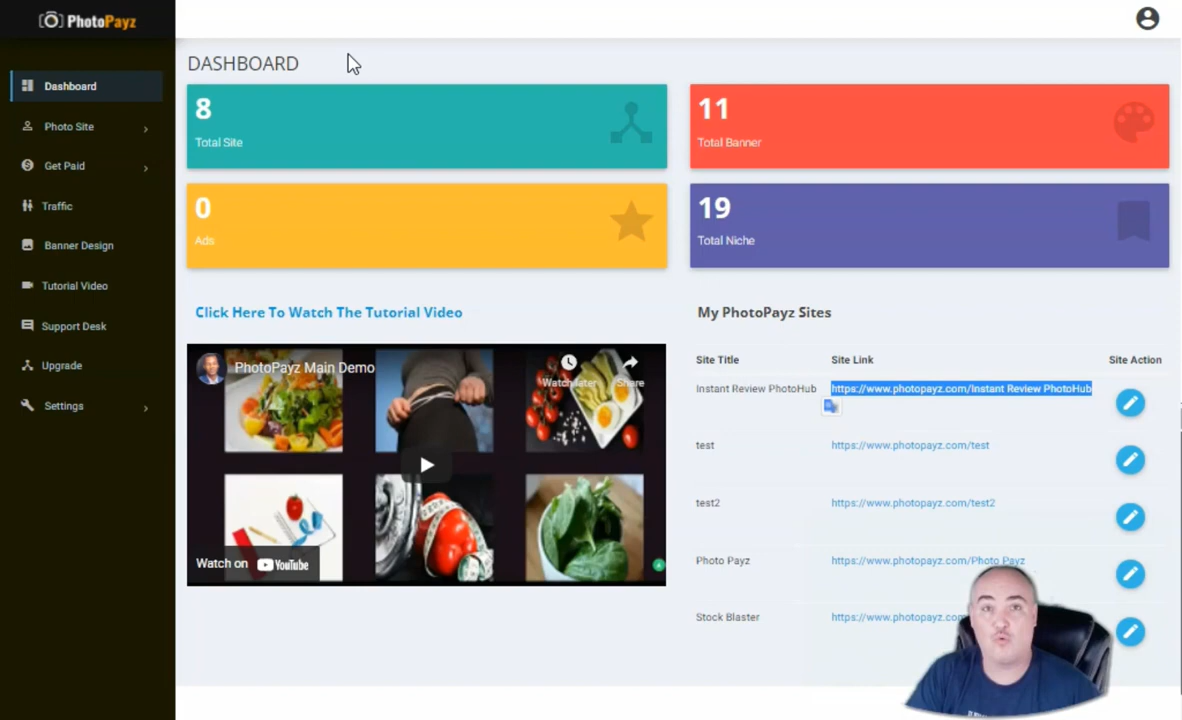 PhotoPayz
Dashboard
Photo Site
Get Paid
Traffic
Banner Design
Tutorial Video
Support Desk
Upgrade
Settings
DASHBOARD
8
Total Site
11
Total Banner
0
Ads
19
Total Niche
Click Here To Watch The Tutorial Video
PhotoPayz Main Demo
Watch later
Share
Watch on YouTube
My PhotoPayz Sites
Site Title Site Link Site Action
Instant Review PhotoHub https://www.photopayz.com/Instant Review PhotoHub
test https://www.photopayz.com/test
test2 https://www.photopayz.com/test2
Photo Payz https://www.photopayz.com/Photo Payz
Stock Blaster